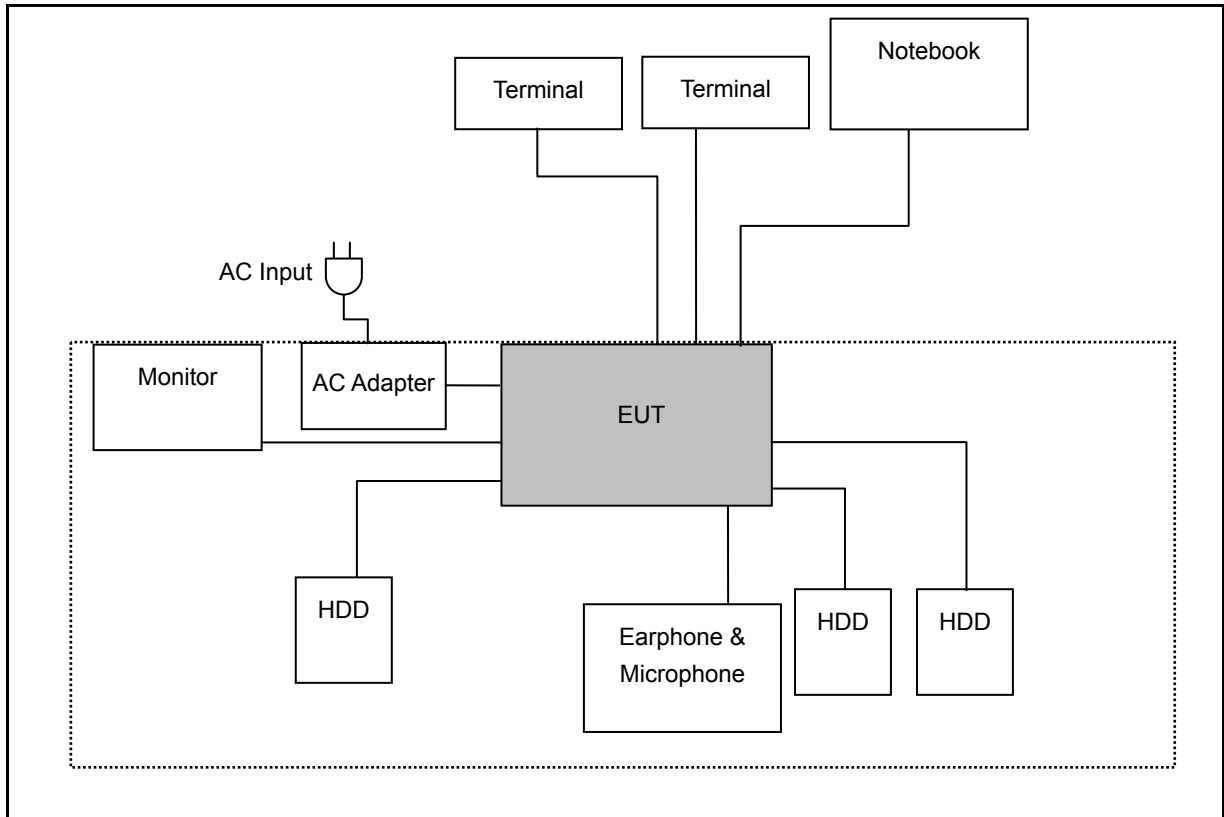 Notebook
Terminal
Terminal
AC Input
Monitor
AC Adapter
EUT
HDD
Earphone &
Microphone
HDD
HDD